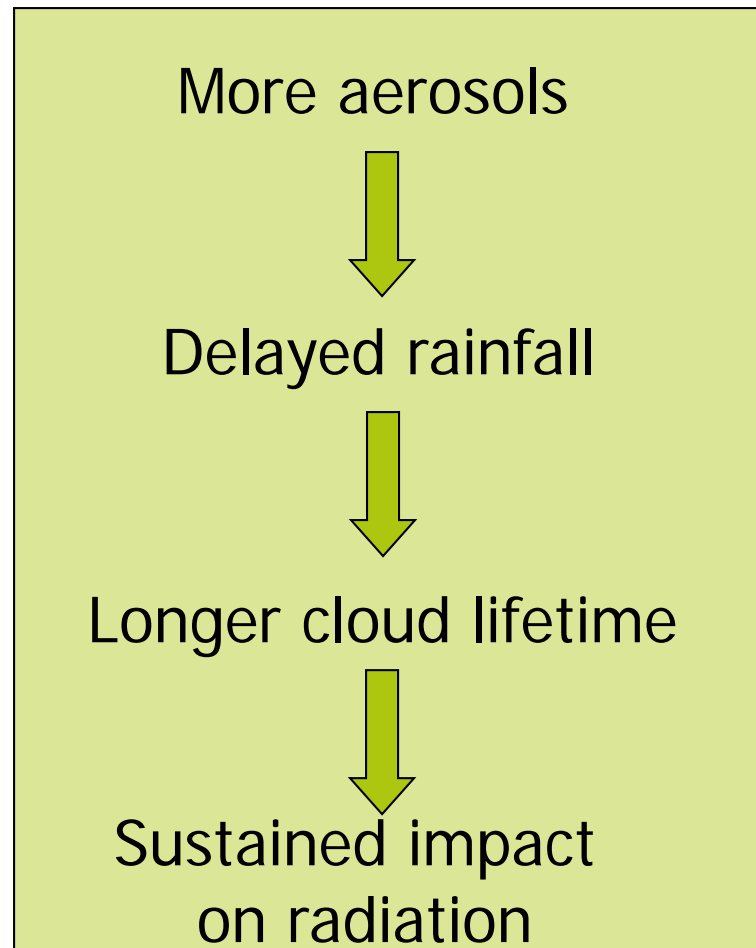 More aerosols
Delayed rainfall
Longer cloud lifetime
Sustained impact
on radiation